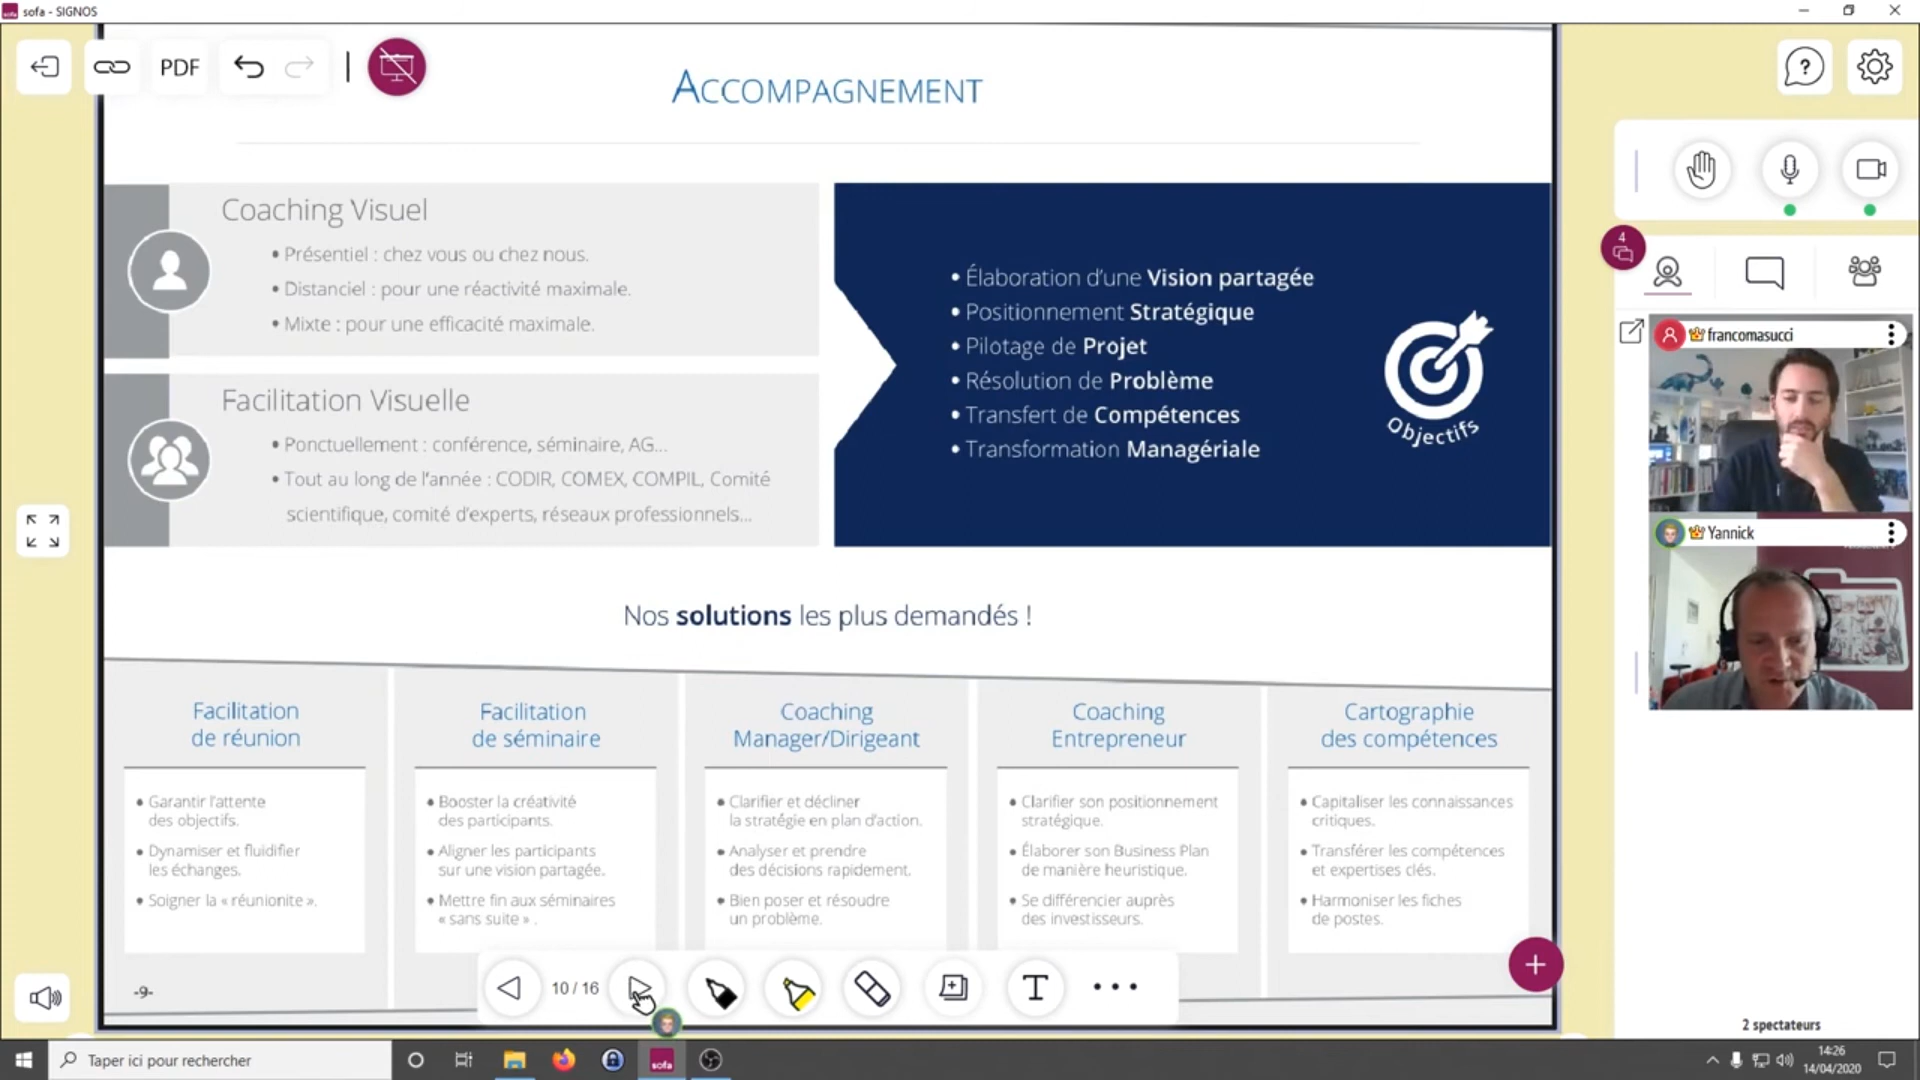 sofa - SIGNOS
PDF
ACCOMPAGNEMENT
Coaching Visuel
• Présentiel : chez vous ou chez nous.
• Distanciel : pour une réactivité maximale.
• Mixte : pour une efficacité maximale.
Facilitation Visuelle
• Ponctuellement : conférence, séminaire, AG...
• Tout au long de l'année : CODIR, COMEX, COMPIL, Comité
scientifique, comité d'experts, réseaux professionnels...
• Élaboration d'une Vision partagée
• Positionnement Stratégique
• Pilotage de Projet
• Résolution de Problème
• Transfert de Compétences
• Transformation Managériale
Objectifs
Nos solutions les plus demandés !
Facilitation
de réunion
• Garantir l'attente
des objectifs.
• Dynamiser et fluidifier
les échanges.
• Soigner la « réunionite ».
Facilitation
de séminaire
• Booster la créativité
des participants.
• Aligner les participants
sur une vision partagée.
• Mettre fin aux séminaires
« sans suite » .
Coaching
Manager/Dirigeant
• Clarifier et décliner
la stratégie en plan d'action.
• Analyser et prendre
des décisions rapidement.
• Bien poser et résoudre
un problème.
Coaching
Entrepreneur
• Clarifier son positionnement
stratégique.
• Élaborer son Business Plan
de manière heuristique.
• Se différencier auprès
des investisseurs.
Cartographie
des compétences
• Capitaliser les connaissances
critiques.
• Transférer les compétences
et expertises clés.
• Harmoniser les fiches
de postes.
-9-
10 / 16
T
4
francomasucci
Yannick
2 spectateurs
Taper ici pour rechercher
sofa
14:26
14/04/2020